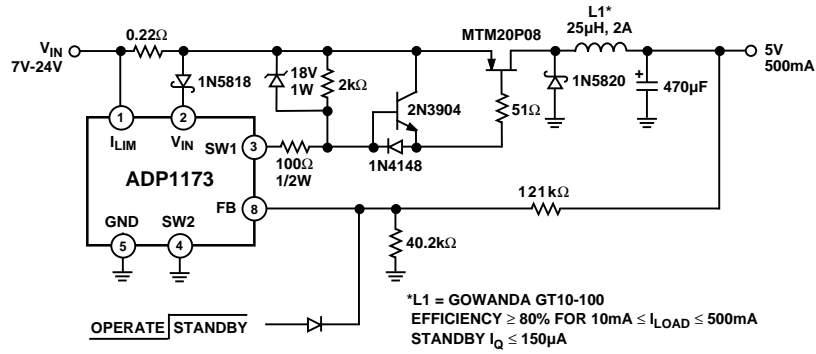 L1*
25µH, 2A
MTM20P08
0.22Ω
VIN
7V-24V
5V
500mA
1N5818
18V
1W
2kΩ
2N3904
51Ω
1N5820
+
470µF
1
2
ILIM
VIN
SW1
3
100Ω
1/2W
1N4148
ADP1173
FB
8
121kΩ
GND
SW2
5
4
40.2kΩ
OPERATE STANDBY
*L1 = GOWANDA GT10-100
EFFICIENCY ≥ 80% FOR 10mA ≤ ILOAD ≤ 500mA
STANDBY IQ ≤ 150µA